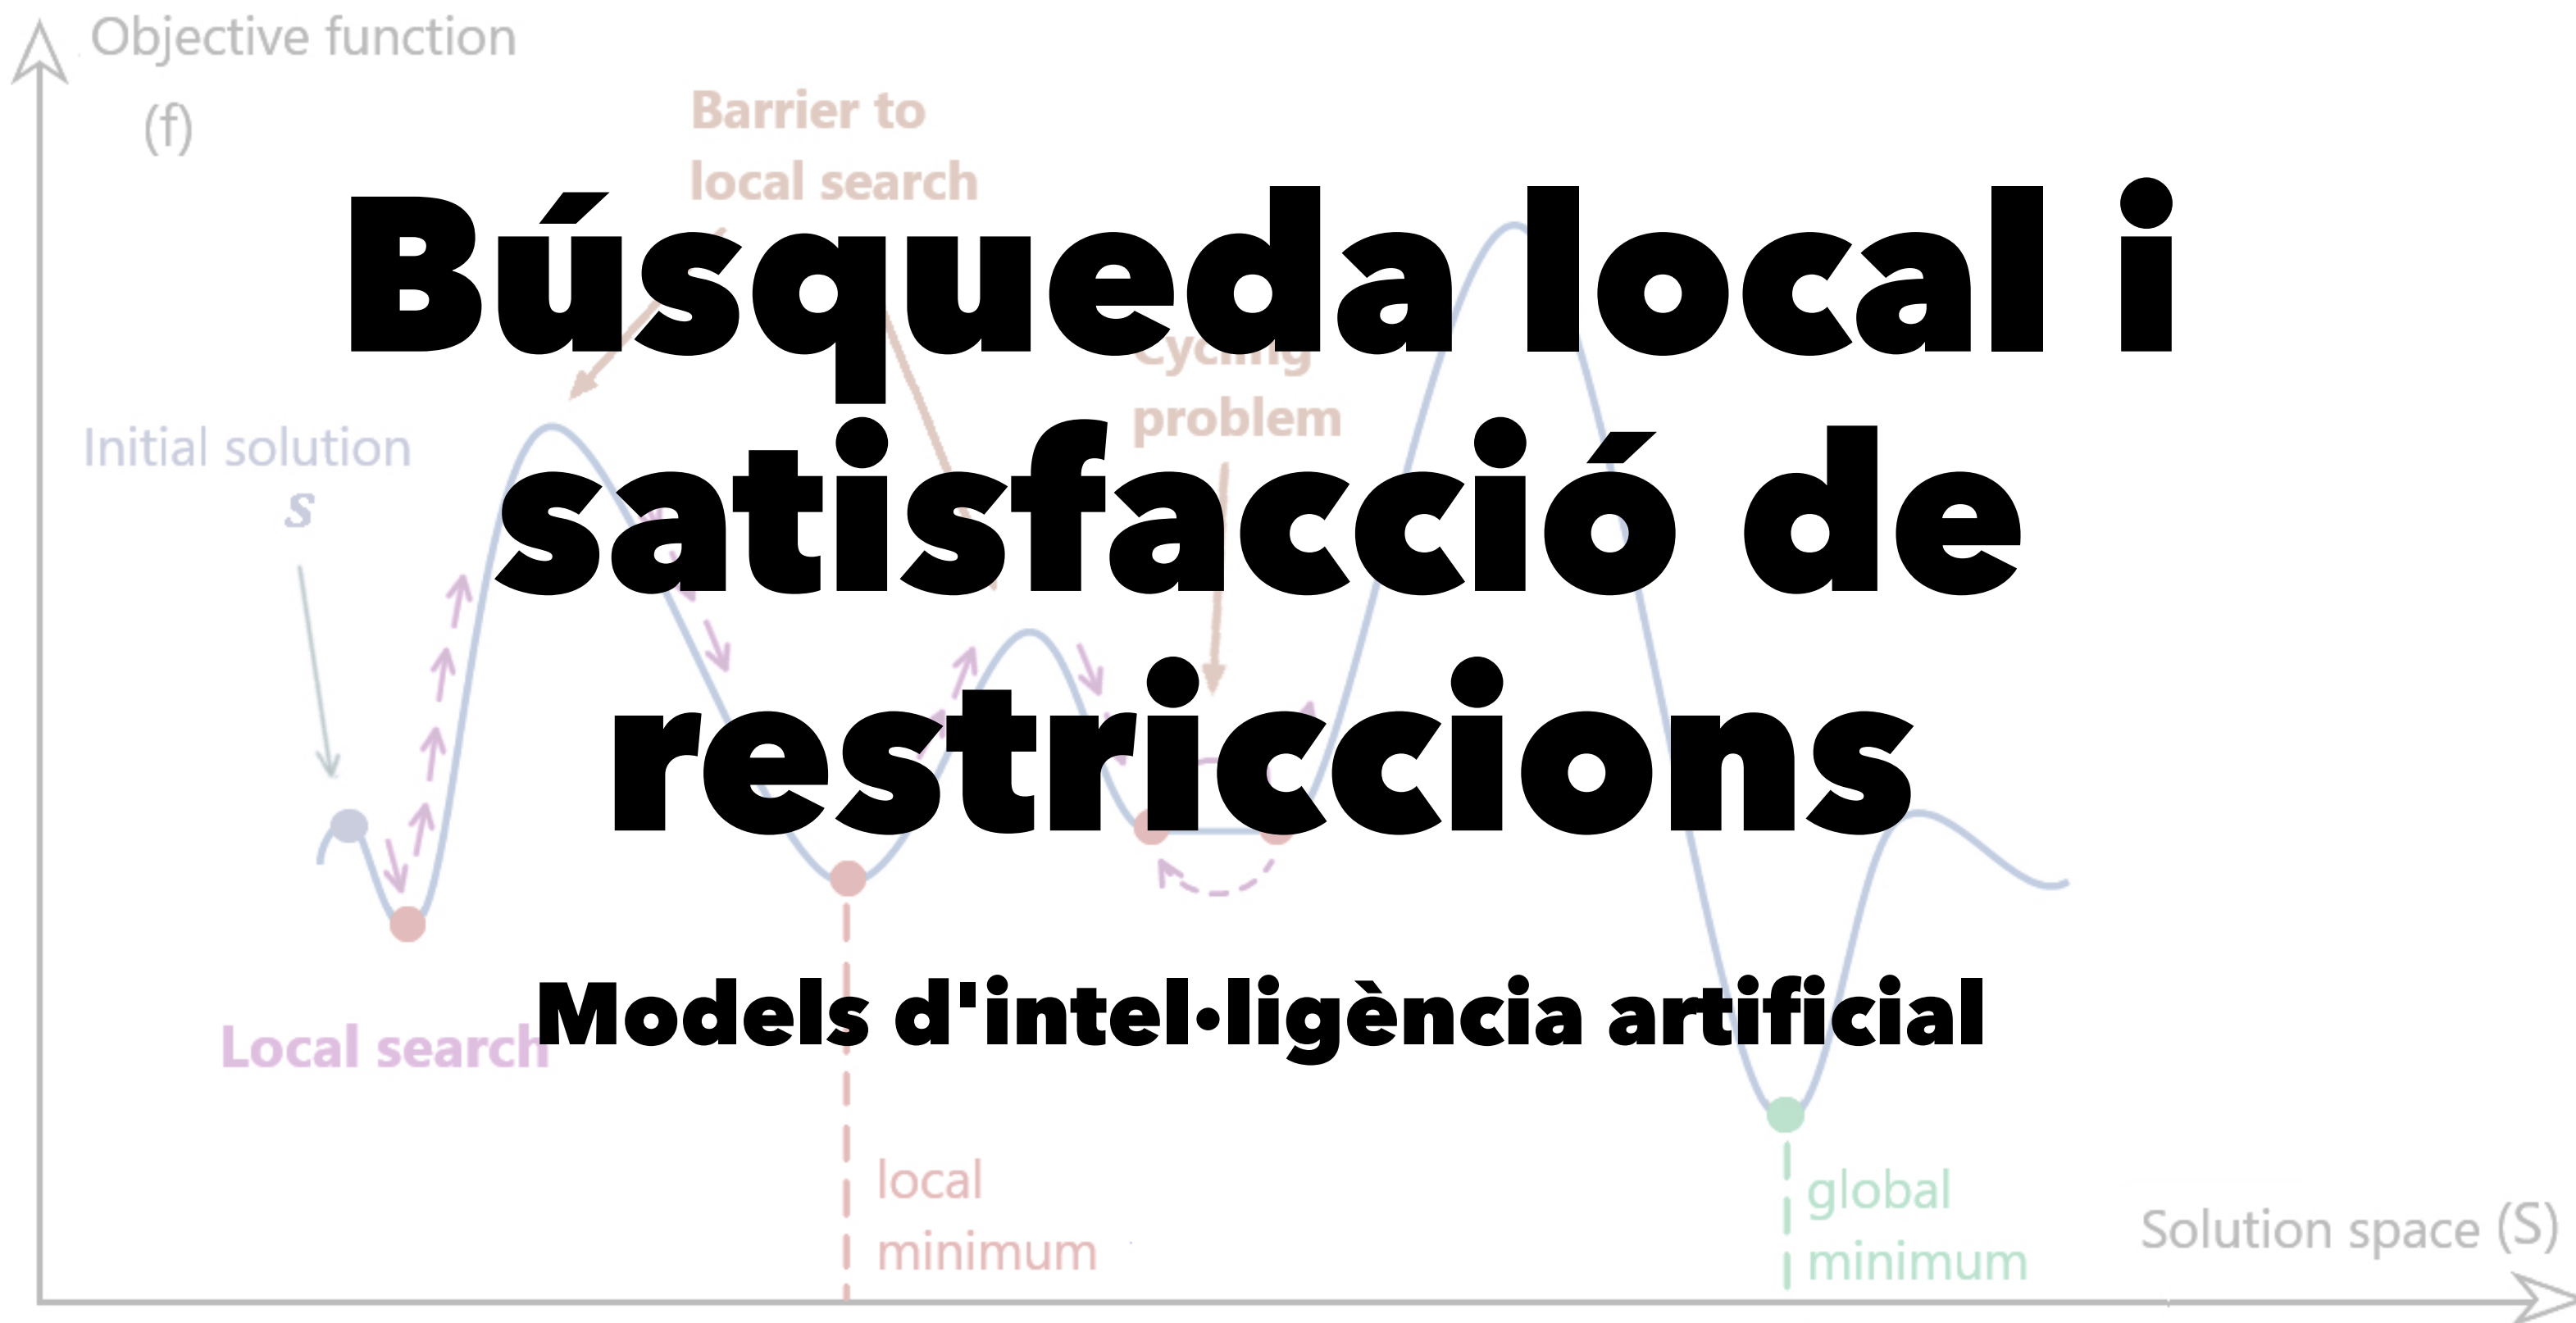 Objective function
(f)
Barrier to
local search
Búsqueda local i
Cycling
problem
Initial solution
s
satisfacció de
restriccions
Models d'intel·ligència artificial
Local search
local
minimum
global
minimum
Solution space (S)